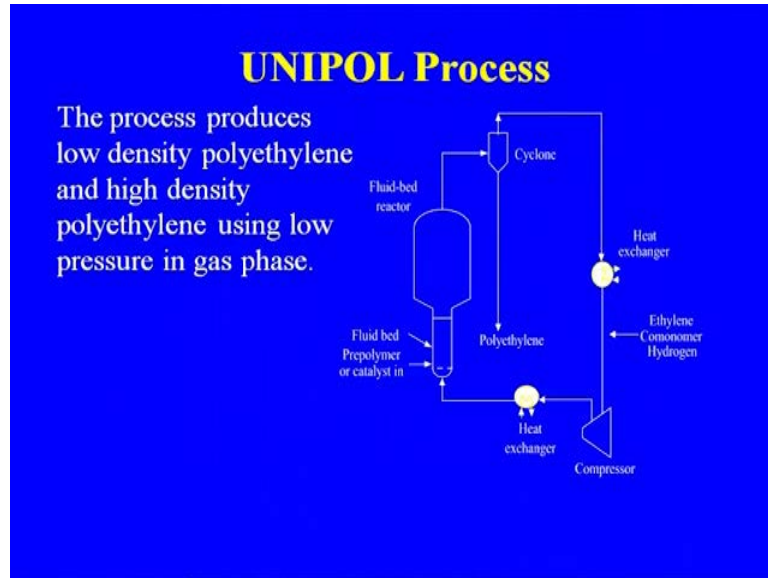 UNIPOL Process
The process produces
low density polyethylene
and high density
polyethylene using low
pressure in gas phase.
Cyclone
Fluid-bed
reactor
Heat
exchanger
Ethylene
Comonomer
Hydrogen
Fluid bed
Prepolymer
or catalyst in
Polyethylene
Heat
exchanger
Compressor